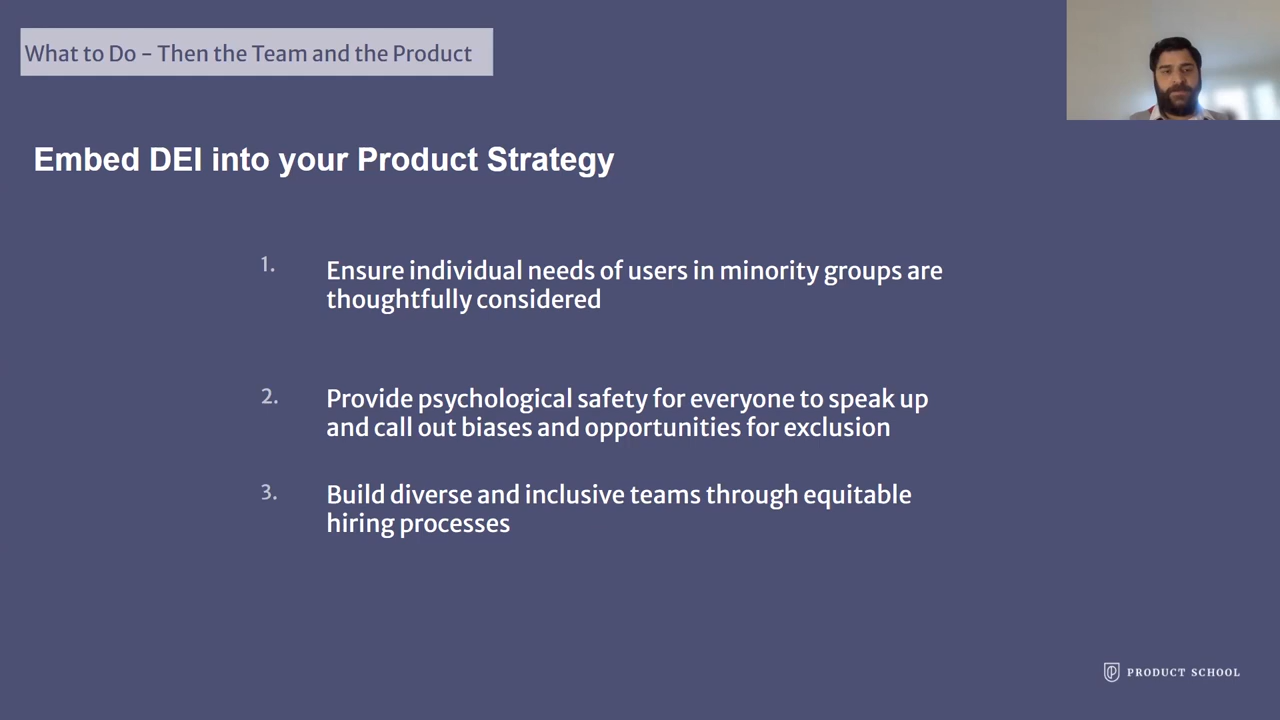 What to Do – Then the Team and the Product
Embed DEI into your Product Strategy
1. Ensure individual needs of users in minority groups are
thoughtfully considered
2. Provide psychological safety for everyone to speak up
and call out biases and opportunities for exclusion
3. Build diverse and inclusive teams through equitable
hiring processes
PRODUCT SCHOOL